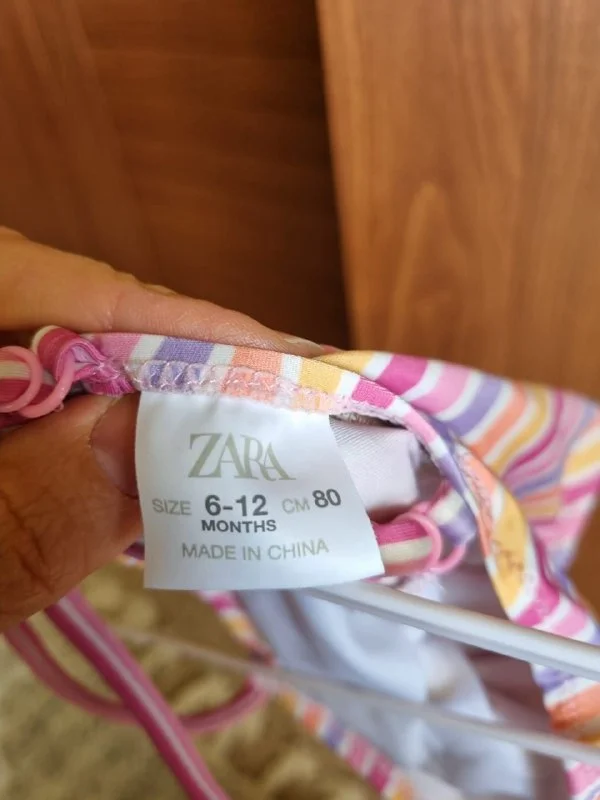 ZARA
SIZE 6-12 CM 80
MONTHS
MADE IN CHINA